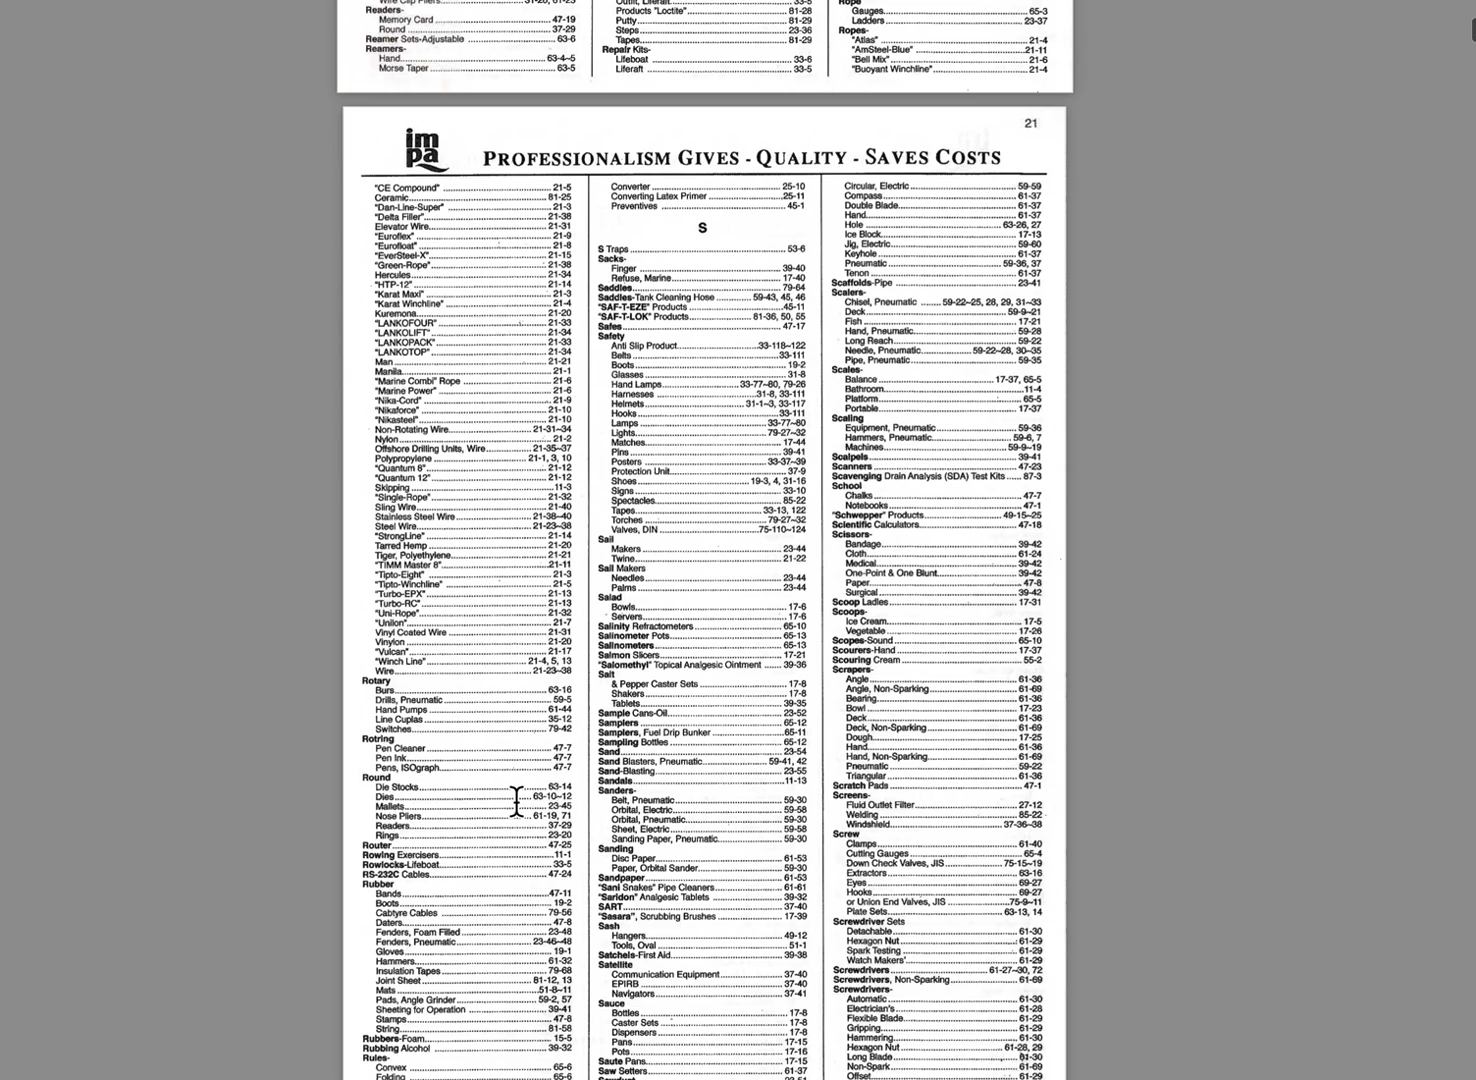 Readers-
Memory Card 47-19
Round 37-29
Reamer Sets-Adjustable 63-6
Reamers-
Hand 63-4~5
Morse Taper 63-5
Products "Loctite" 81-28
Putty 81-29
Steps 23-36
Tapes 81-29
Repair Kits-
Lifeboat 33-6
Liferaft 33-5
Rope
Gauges 65-3
Ladders 23-37
Ropes-
"Atlas" 21-4
"AmSteel-Blue" 21-11
"Bell Mix" 21-6
"Buoyant Winchline" 21-4
21
impa
PROFESSIONALISM GIVES - QUALITY - SAVES COSTS
"CE Compound" 21-5
Ceramic 81-25
"Dan-Line-Super" 21-3
"Delta Filler" 21-38
Elevator Wire 21-31
"Euroflex" 21-9
"Eurofloat" 21-8
"EverSteel-X" 21-15
"Green-Rope" 21-38
Hercules 21-34
"HTP-12" 21-14
"Karat Maxi" 21-3
"Karat Winchline" 21-4
Kuremona 21-20
"LANKOFOUR" 21-33
"LANKOLIFT" 21-34
"LANKOPACK" 21-33
"LANKOTOP" 21-34
Man 21-21
Manila 21-1
"Marine Combi" Rope 21-6
"Marine Power" 21-6
"Nika-Cord" 21-9
"Nikaforce" 21-10
"Nikasteel" 21-10
Non-Rotating Wire 21-31~34
Nylon 21-2
Offshore Drilling Units, Wire 21-35~37
Polypropylene 21-1, 3, 10
"Quantum 8" 21-12
"Quantum 12" 21-12
Skipping 11-3
"Single-Rope" 21-32
Sling Wire 21-40
Stainless Steel Wire 21-38~40
Steel Wire 21-23~38
"StrongLine" 21-14
Tarred Hemp 21-20
Tiger, Polyethylene 21-21
"TIMM Master 8" 21-11
"Tipto-Eight" 21-3
"Tipto-Winchline" 21-5
"Turbo-EPX" 21-13
"Turbo-RC" 21-13
"Uni-Rope" 21-32
"Unilon" 21-7
Vinyl Coated Wire 21-31
Vinylon 21-20
"Vulcan" 21-17
"Winch Line" 21-4, 5, 13
Wire 21-23~38
Rotary
Burs 63-16
Drills, Pneumatic 59-5
Hand Pumps 61-44
Line Cuplas 35-12
Switches 79-42
Rotring
Pen Cleaner 47-7
Pen Ink 47-7
Pens, ISOgraph 47-7
Round
Die Stocks 63-14
Dies 63-10~12
Mallets 23-45
Nose Pliers 61-19, 71
Readers 37-29
Rings 23-20
Router 47-25
Rowing Exercisers 11-1
Rowlocks-Lifeboat 33-5
RS-232C Cables 47-24
Rubber
Bands 47-11
Boots 19-2
Cabtyre Cables 79-56
Daters 47-8
Fenders, Foam Filled 23-48
Fenders, Pneumatic 23-46~48
Gloves 19-1
Hammers 61-32
Insulation Tapes 79-68
Joint Sheet 81-12, 13
Mats 51-8~11
Pads, Angle Grinder 59-2, 57
Sheeting for Operation 39-41
Stamps 47-8
String 81-58
Rubbers-Foam 15-5
Rubbing Alcohol 39-32
Rules-
Convex 65-6
Folding 65-6
Converter 25-10
Converting Latex Primer 25-11
Preventives 45-1
S
S Traps 53-6
Sacks-
Finger 39-40
Refuse, Marine 17-40
Saddles 79-64
Saddles-Tank Cleaning Hose 59-43, 45, 46
"SAF-T-EZE" Products 45-11
"SAF-T-LOK" Products 81-36, 50, 55
Safes 47-17
Safety
Anti Slip Product 33-118~122
Belts 33-111
Boots 19-2
Glasses 31-8
Hand Lamps 33-77~80, 79-26
Harnesses 31-8, 33-111
Helmets 31-1~3, 33-117
Hooks 33-111
Lamps 33-77~80
Lights 79-27~32
Matches 17-44
Pins 39-41
Posters 33-37~39
Protection Unit 37-9
Shoes 19-3, 4, 31-16
Signs 33-10
Spectacles 85-22
Tapes 33-13, 122
Torches 79-27~32
Valves, DIN 75-110~124
Sail
Makers 23-44
Twine 21-22
Sail Makers
Needles 23-44
Palms 23-44
Salad
Bowls 17-6
Servers 17-6
Salinity Refractometers 65-10
Salinometer Pots 65-13
Salinometers 65-13
Salmon Slicers 17-21
"Salomethyl" Topical Analgesic Ointment 39-36
Salt
& Pepper Caster Sets 17-8
Shakers 17-8
Tablets 39-35
Sample Cans-Oil 23-52
Samplers 65-12
Samplers, Fuel Drip Bunker 65-11
Sampling Bottles 65-12
Sand 23-54
Sand Blasters, Pneumatic 59-41, 42
Sand-Blasting 23-55
Sandals 11-13
Sanders-
Belt, Pneumatic 59-30
Orbital, Electric 59-58
Orbital, Pneumatic 59-30
Sheet, Electric 59-58
Sanding Paper, Pneumatic 59-30
Sanding
Disc Paper 61-53
Paper, Orbital Sander 59-30
Sandpaper 61-53
"Sani Snakes" Pipe Cleaners 61-61
"Saridon" Analgesic Tablets 39-32
SART 37-40
"Sasara", Scrubbing Brushes 17-39
Sash
Hangers 49-12
Tools, Oval 51-1
Satchels-First Aid 39-38
Satellite
Communication Equipment 37-40
EPIRB 37-40
Navigators 37-41
Sauce
Bottles 17-8
Caster Sets 17-8
Dispensers 17-8
Pans 17-15
Pots 17-16
Saute Pans 17-15
Saw Setters 61-37
Circular, Electric 59-59
Compass 61-37
Double Blade 61-37
Hand 61-37
Hole 63-26, 27
Ice Block 17-13
Jig, Electric 59-60
Keyhole 61-37
Pneumatic 59-36, 37
Tenon 61-37
Scaffolds-Pipe 23-41
Scalers-
Chisel, Pneumatic 59-22~25, 28, 29, 31~33
Deck 59-9~21
Fish 17-21
Hand, Pneumatic 59-28
Long Reach 59-22
Needle, Pneumatic 59-22~28, 30~35
Pipe, Pneumatic 59-35
Scales-
Balance 17-37, 65-5
Bathroom 11-4
Platform 65-5
Portable 17-37
Scaling
Equipment, Pneumatic 59-36
Hammers, Pneumatic 59-6, 7
Machines 59-9~19
Scalpels 39-41
Scanners 47-23
Scavenging Drain Analysis (SDA) Test Kits 87-3
School
Chalks 47-7
Notebooks 47-1
"Schwepper" Products 49-15~25
Scientific Calculators 47-18
Scissors-
Bandage 39-42
Cloth 61-24
Medical 39-42
One-Point & One Blunt 39-42
Paper 47-8
Surgical 39-42
Scoop Ladles 17-31
Scoops-
Ice Cream 17-5
Vegetable 17-26
Scopes-Sound 65-10
Scourers-Hand 17-37
Scouring Cream 55-2
Scrapers-
Angle 61-36
Angle, Non-Sparking 61-69
Bearing 61-36
Bowl 17-23
Deck 61-36
Deck, Non-Sparking 61-69
Dough 17-25
Hand 61-36
Hand, Non-Sparking 61-69
Pneumatic 59-22
Triangular 61-36
Scratch Pads 47-1
Screens-
Fluid Outlet Filter 27-12
Welding 85-22
Windshield 37-36~38
Screw
Clamps 61-40
Cutting Gauges 65-4
Down Check Valves, JIS 75-15~19
Extractors 63-16
Eyes 69-27
Hooks 69-27
or Union End Valves, JIS 75-9~11
Plate Sets 63-13, 14
Screwdriver Sets
Detachable 61-30
Hexagon Nut 61-29
Spark Testing 61-29
Watch Makers' 61-29
Screwdrivers 61-27~30, 72
Screwdrivers, Non-Sparking 61-69
Screwdrivers-
Automatic 61-30
Electrician's 61-28
Flexible Blade 61-29
Gripping 61-29
Hammering 61-30
Hexagon Nut 61-28, 29
Long Blade 61-30
Non-Spark 61-69
Offset 61-29